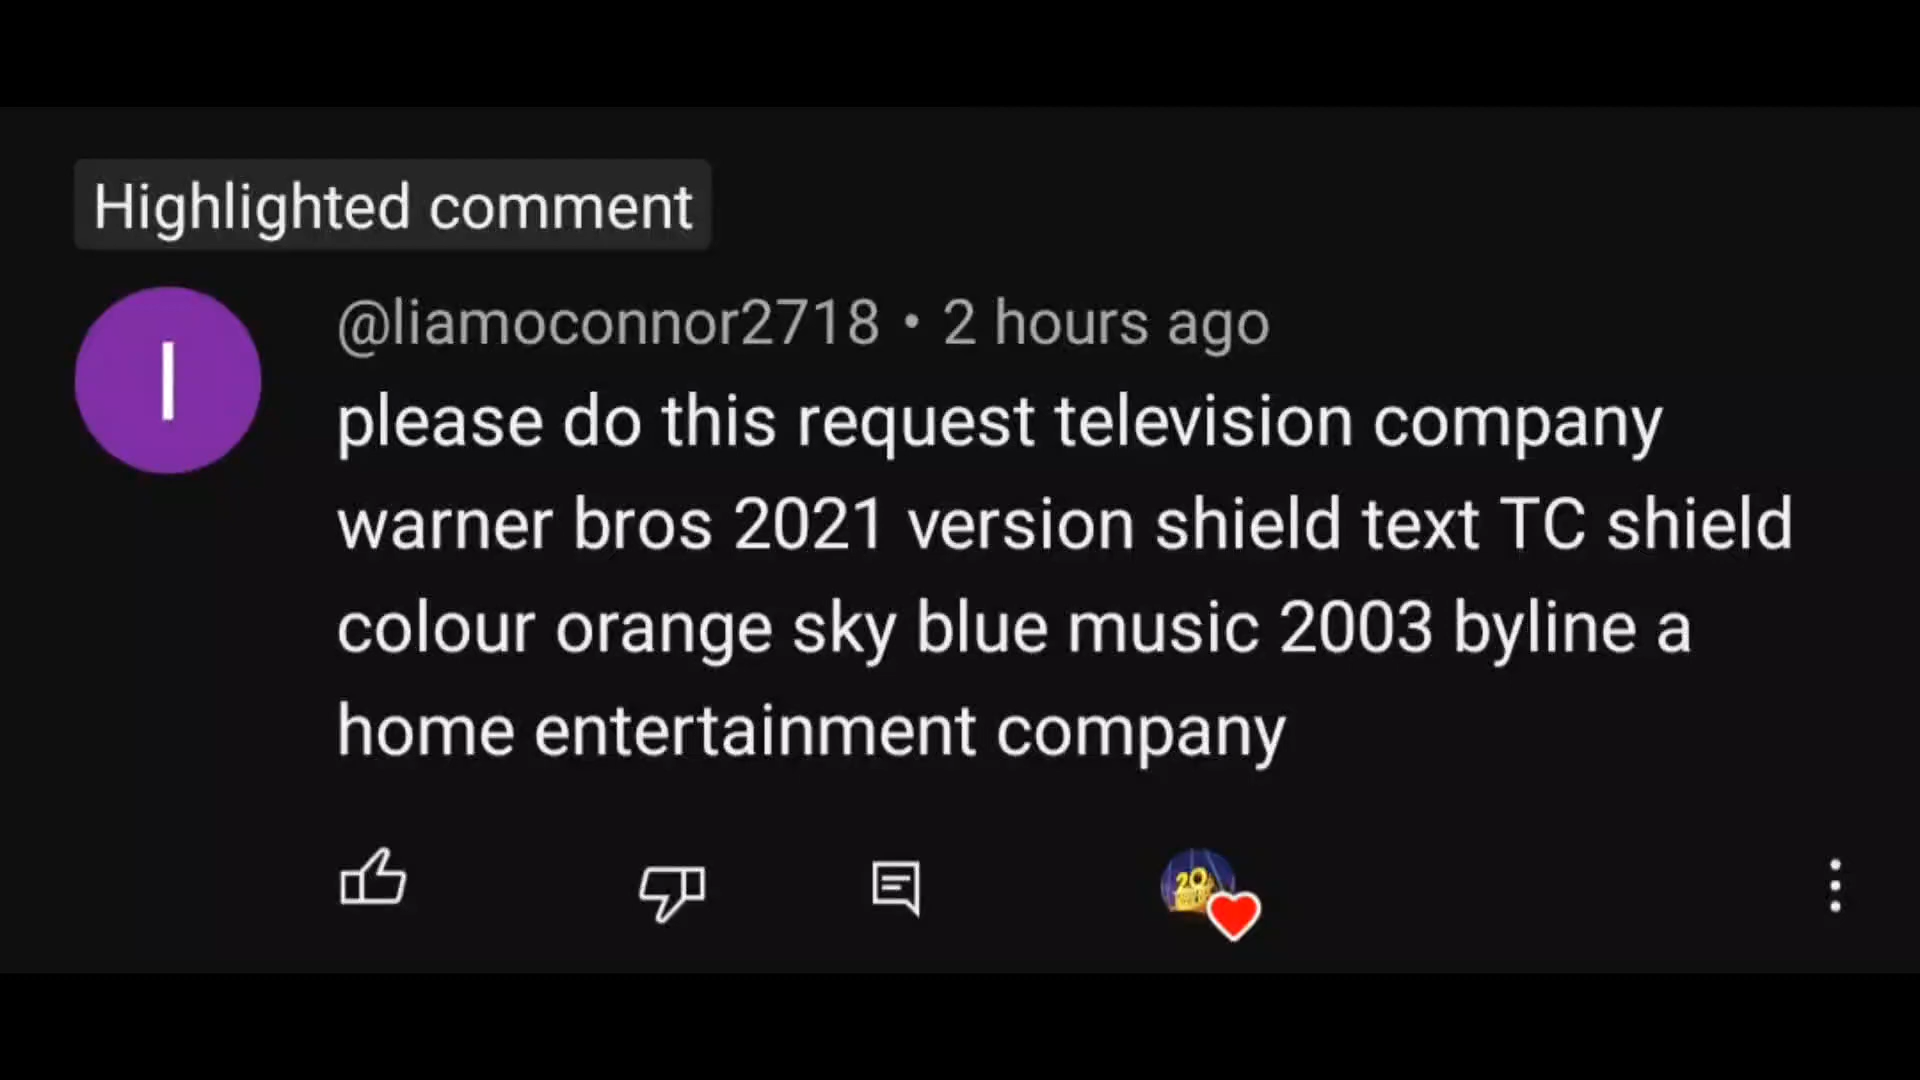 Highlighted comment
I
@liamoconnor2718 • 2 hours ago
please do this request television company
warner bros 2021 version shield text TC shield
colour orange sky blue music 2003 byline a
home entertainment company
20